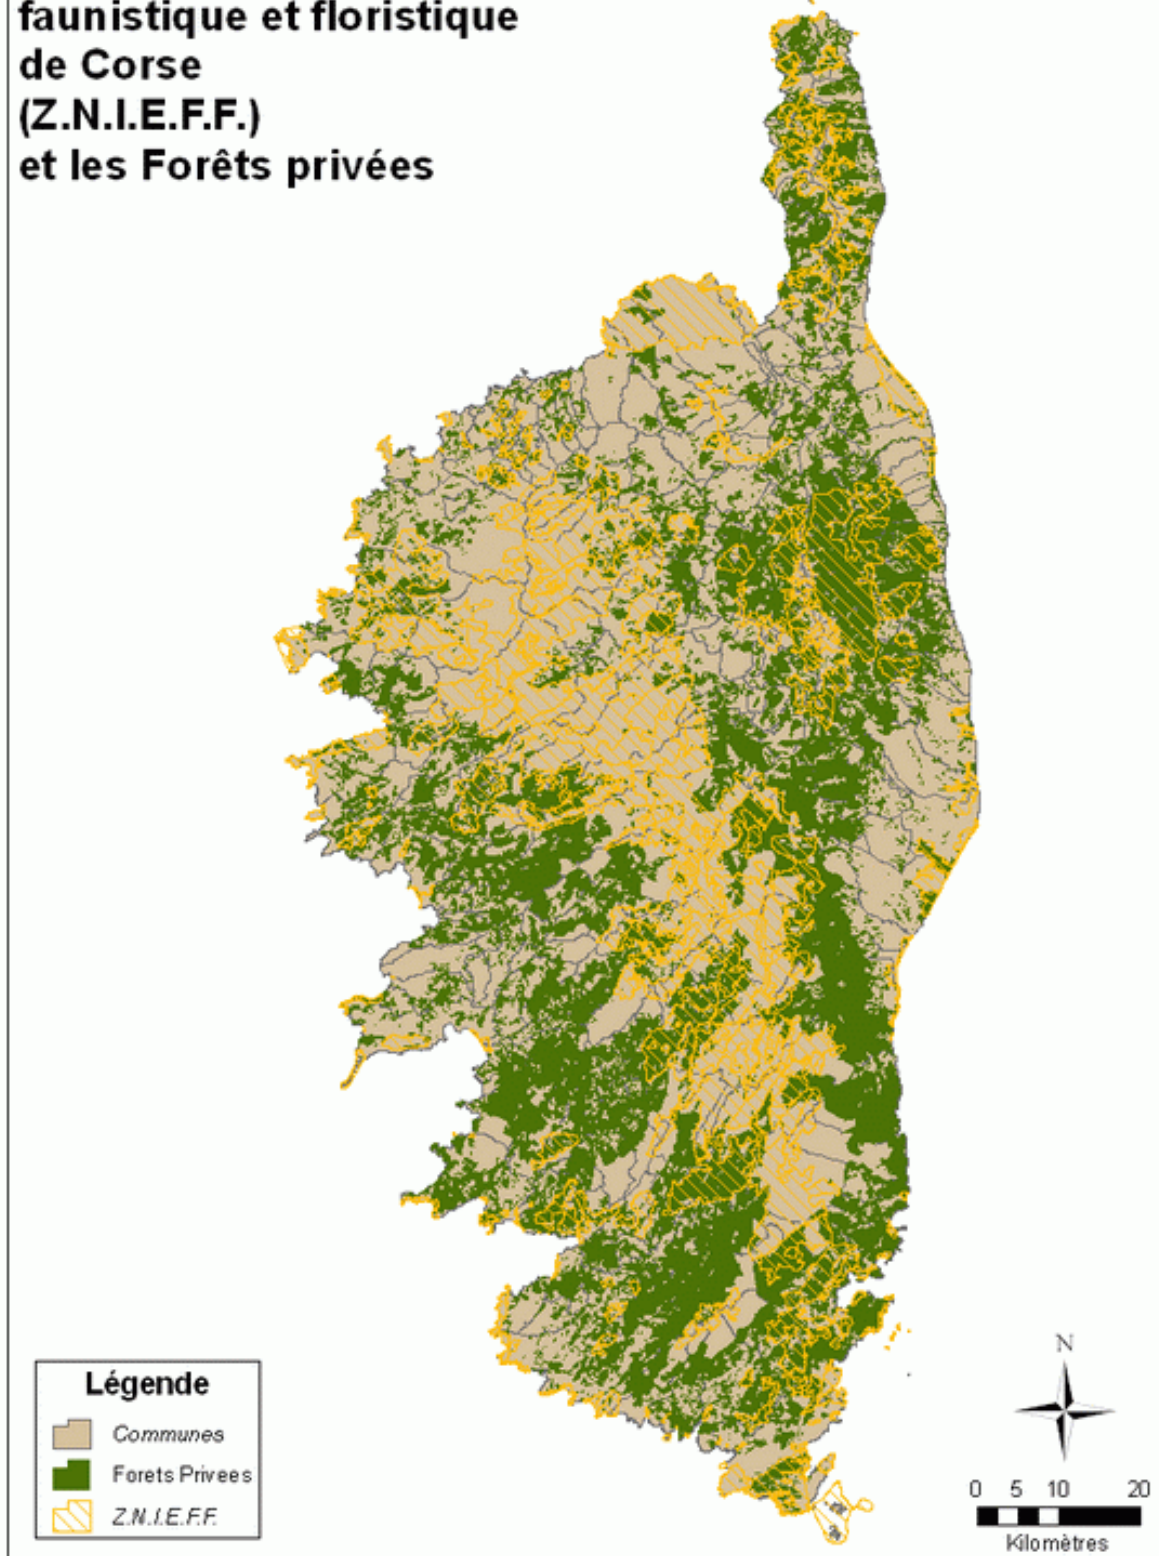 faunistique et floristique
de Corse
(Z.N.I.E.F.F.)
et les Forêts privées
Légende
Communes
Forets Privees
Z.N.I.E.F.F.
N
0 5 10 20
Kilomètres